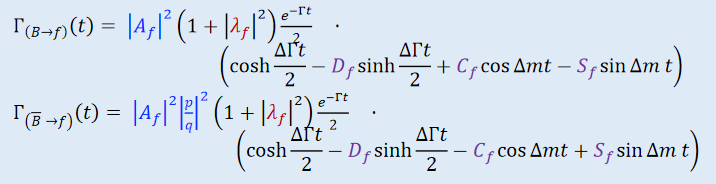 Γ(B→f)(t) = |A_f|² (1 + |λ_f|²) e^{−Γt}/2 ·
(cosh ΔΓt/2 − D_f sinh ΔΓt/2 + C_f cos Δmt − S_f sin Δm t)
Γ(B̅ →f)(t) = |A_f|² |p/q|² (1 + |λ_f|²) e^{−Γt}/2 ·
(cosh ΔΓt/2 − D_f sinh ΔΓt/2 − C_f cos Δmt + S_f sin Δm t)